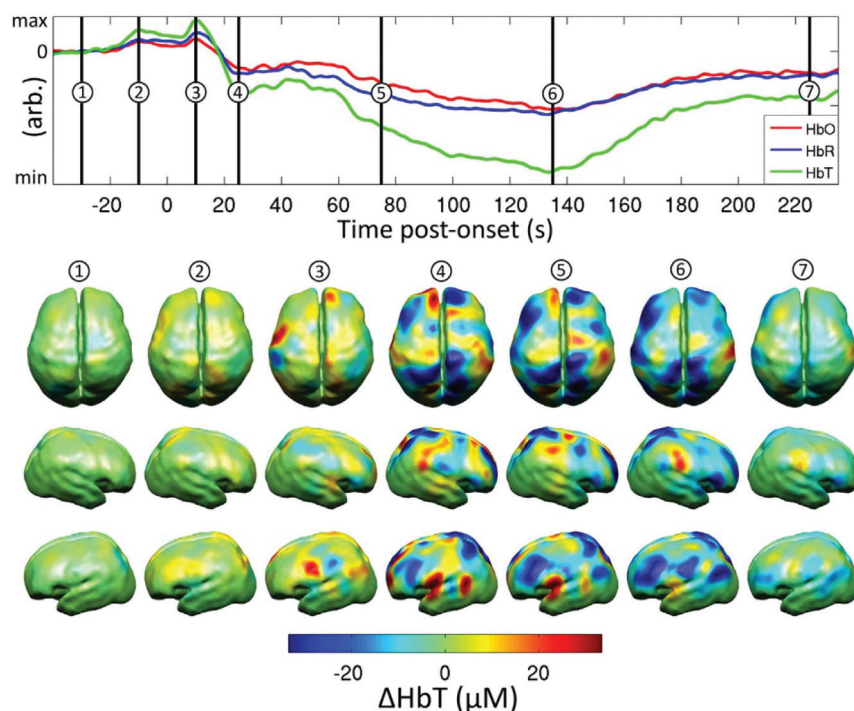 max
0
(arb.)
min
① ② ③ ④ ⑤ ⑥ ⑦
HbO
HbR
HbT
-20 0 20 40 60 80 100 120 140 160 180 200 220
Time post-onset (s)
① ② ③ ④ ⑤ ⑥ ⑦
-20 0 20
ΔHbT (μM)